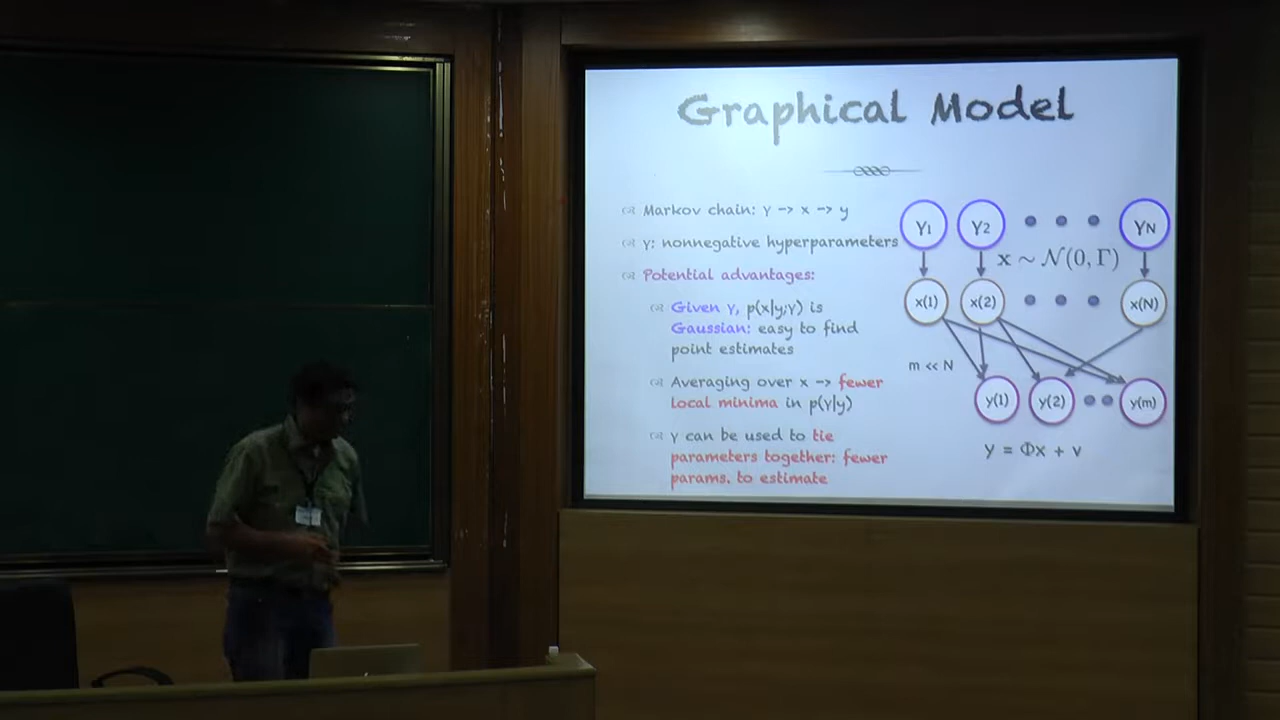 Graphical Model
Markov chain: γ -> x -> y
γ: nonnegative hyperparameters
Potential advantages:
Given γ, p(x|y;γ) is
Gaussian: easy to find
point estimates
Averaging over x -> fewer
local minima in p(γ|y)
γ can be used to tie
parameters together: fewer
params. to estimate
γ1 γ2 γN
x ~ N(0, Γ)
x(1) x(2) x(N)
m << N
y(1) y(2) y(m)
y = Φx + v